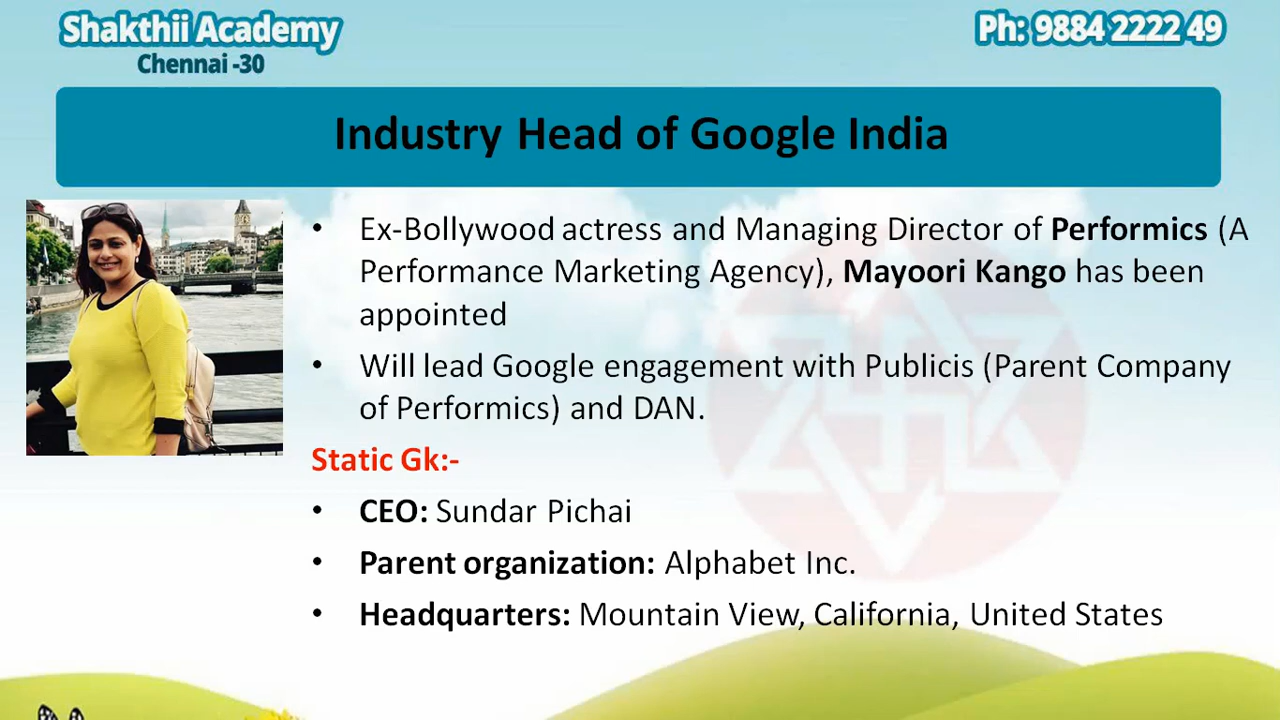 Shakthii Academy
Chennai -30
Ph: 9884 2222 49
Industry Head of Google India
• Ex-Bollywood actress and Managing Director of Performics (A
Performance Marketing Agency), Mayoori Kango has been
appointed
• Will lead Google engagement with Publicis (Parent Company
of Performics) and DAN.
Static Gk:-
• CEO: Sundar Pichai
• Parent organization: Alphabet Inc.
• Headquarters: Mountain View, California, United States